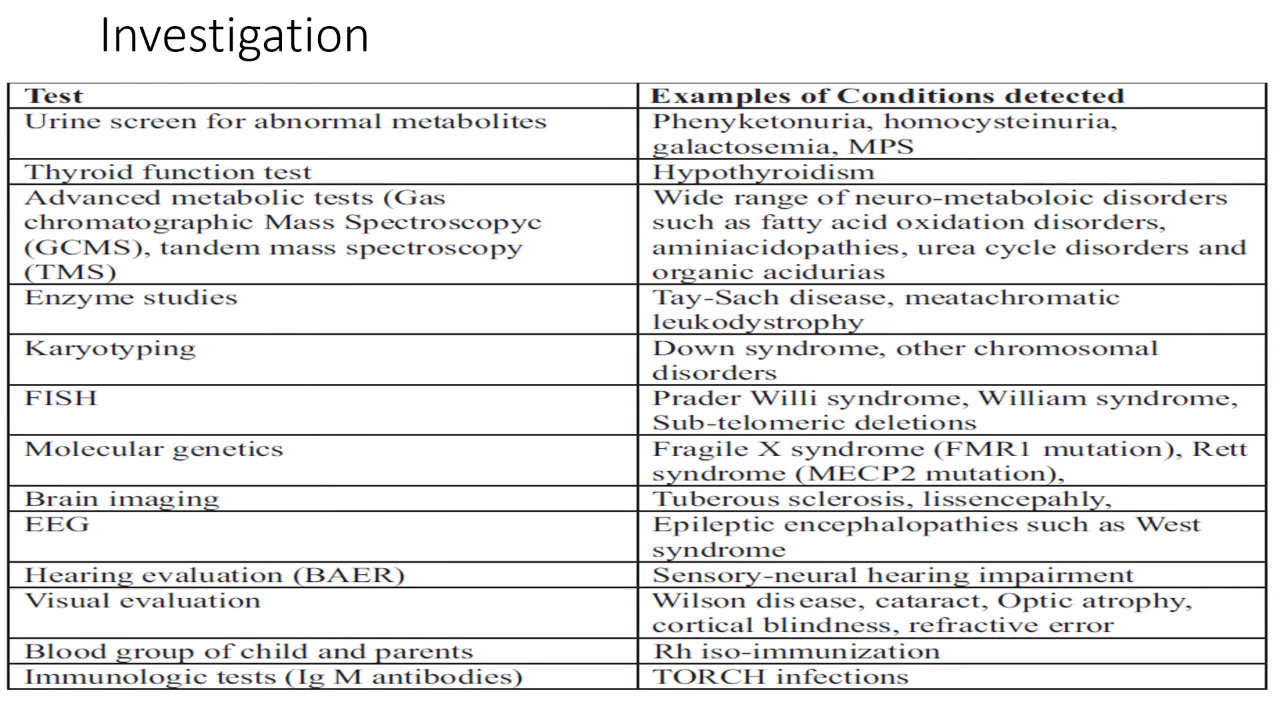 Investigation
Test
Examples of Conditions detected
Urine screen for abnormal metabolites
Phenyketonuria, homocysteinuria,
galactosemia, MPS
Thyroid function test
Hypothyroidism
Advanced metabolic tests (Gas
chromatographic Mass Spectroscopyc
(GCMS), tandem mass spectroscopy
(TMS)
Wide range of neuro-metaboloic disorders
such as fatty acid oxidation disorders,
aminiacidopathies, urea cycle disorders and
organic acidurias
Enzyme studies
Tay-Sach disease, meatachromatic
leukodystrophy
Karyotyping
Down syndrome, other chromosomal
disorders
FISH
Prader Willi syndrome, William syndrome,
Sub-telomeric deletions
Molecular genetics
Fragile X syndrome (FMR1 mutation), Rett
syndrome (MECP2 mutation),
Brain imaging
Tuberous sclerosis, lissencepahly,
EEG
Epileptic encephalopathies such as West
syndrome
Hearing evaluation (BAER)
Sensory-neural hearing impairment
Visual evaluation
Wilson disease, cataract, Optic atrophy,
cortical blindness, refractive error
Blood group of child and parents
Rh iso-immunization
Immunologic tests (Ig M antibodies)
TORCH infections